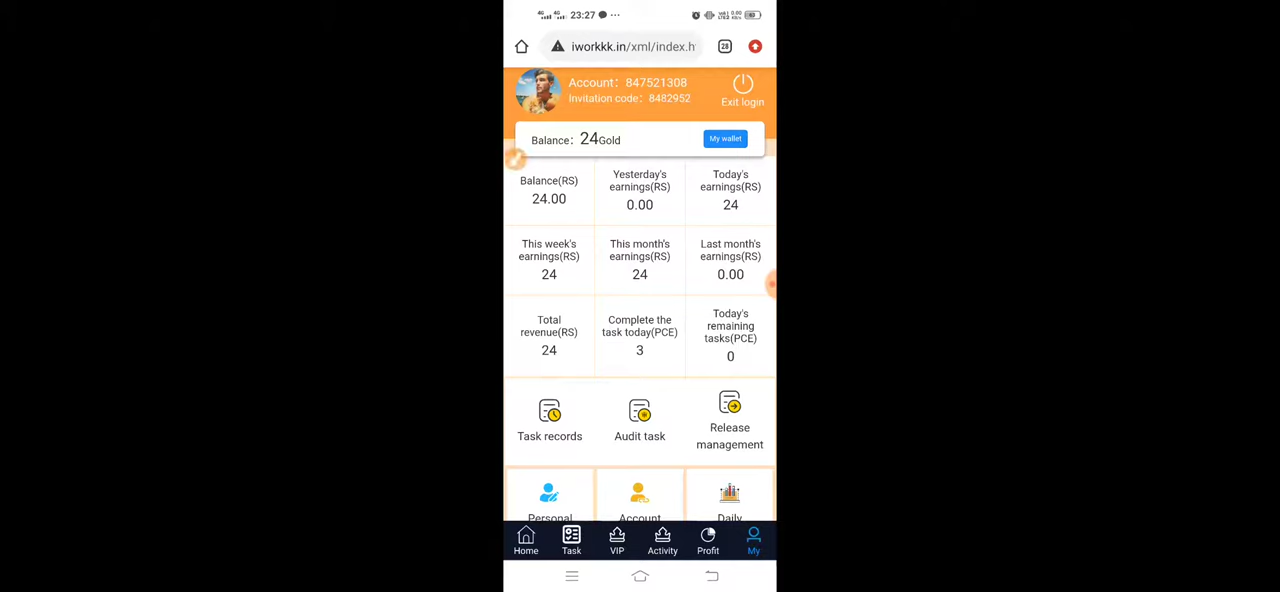 4G 4G 23:27 ...
iworkkk.in/xml/index.h
28
Account: 847521308
Invitation code: 8482952
Exit login
Balance: 24Gold
My wallet
Balance(RS)
24.00
Yesterday's
earnings(RS)
0.00
Today's
earnings(RS)
24
This week's
earnings(RS)
24
This month's
earnings(RS)
24
Last month's
earnings(RS)
0.00
Total
revenue(RS)
24
Complete the
task today(PCE)
3
Today's
remaining
tasks(PCE)
0
Task records
Audit task
Release
management
Personal
Account
Daily
Home
Task
VIP
Activity
Profit
My